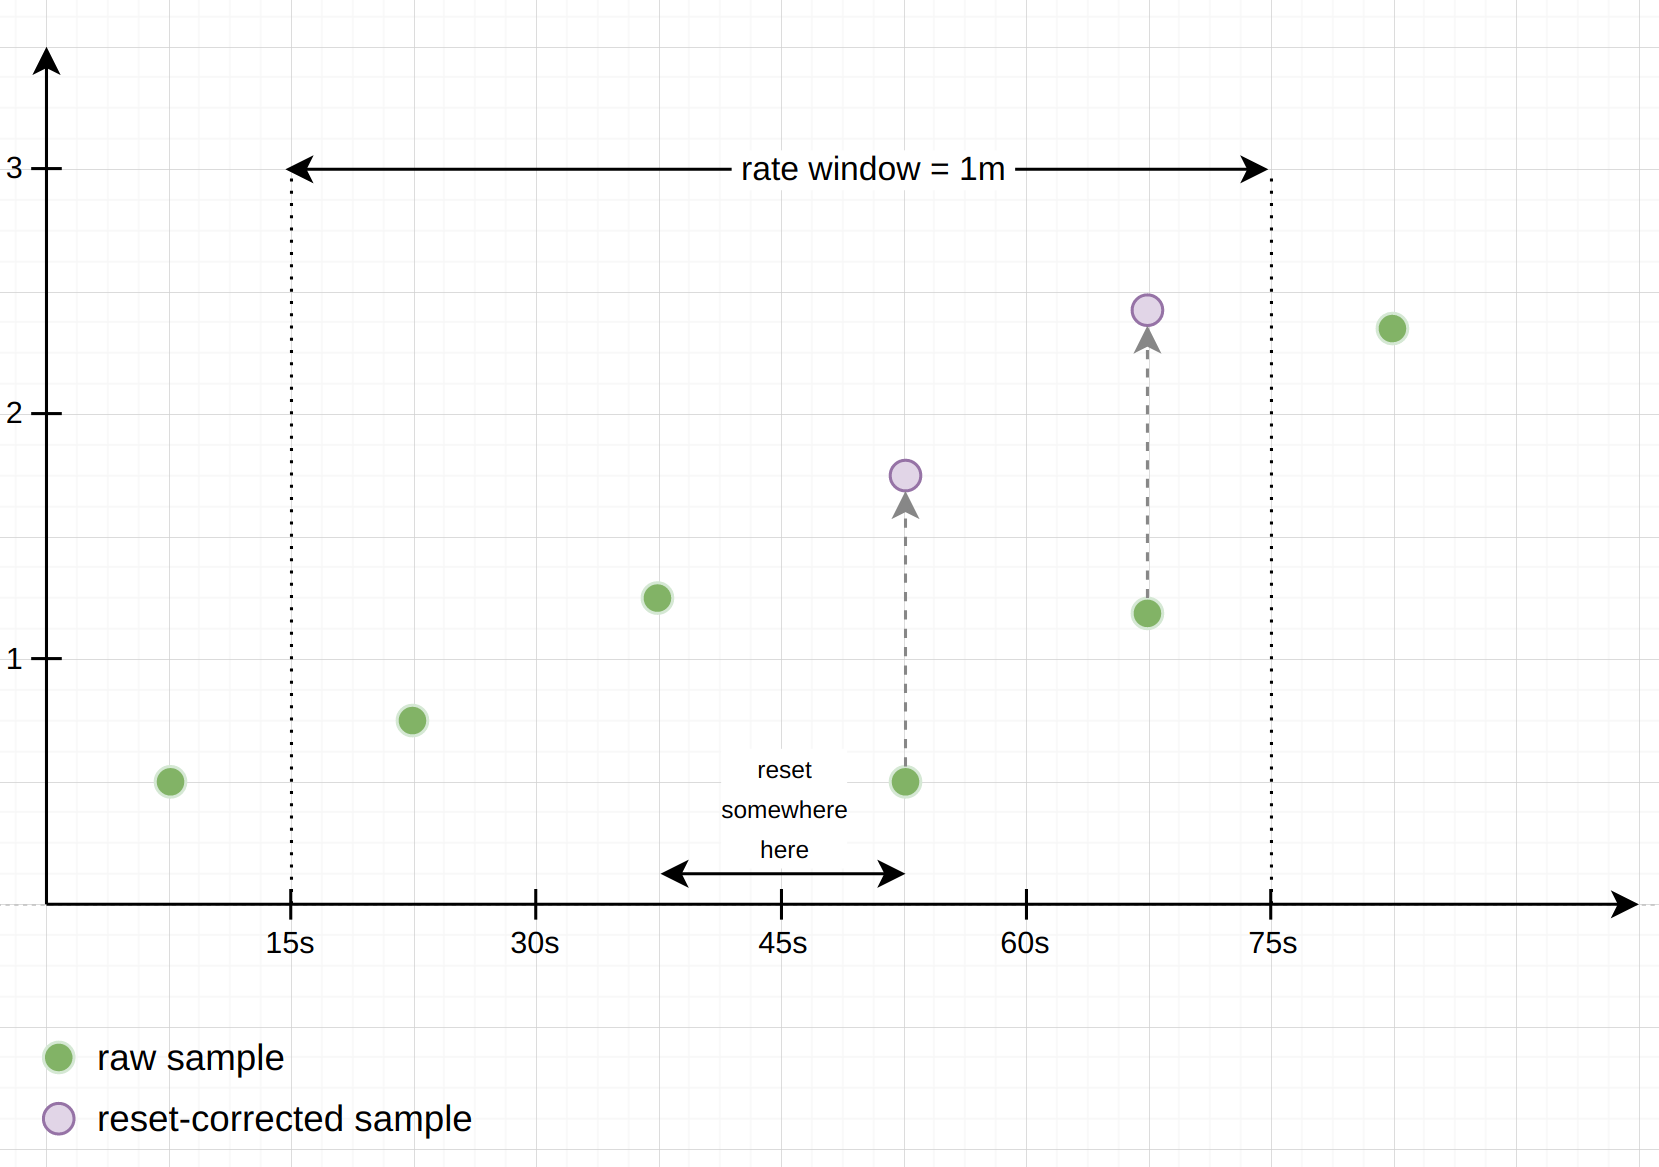 3
rate window = 1m
2
1
reset
somewhere
here
15s
30s
45s
60s
75s
raw sample
reset-corrected sample